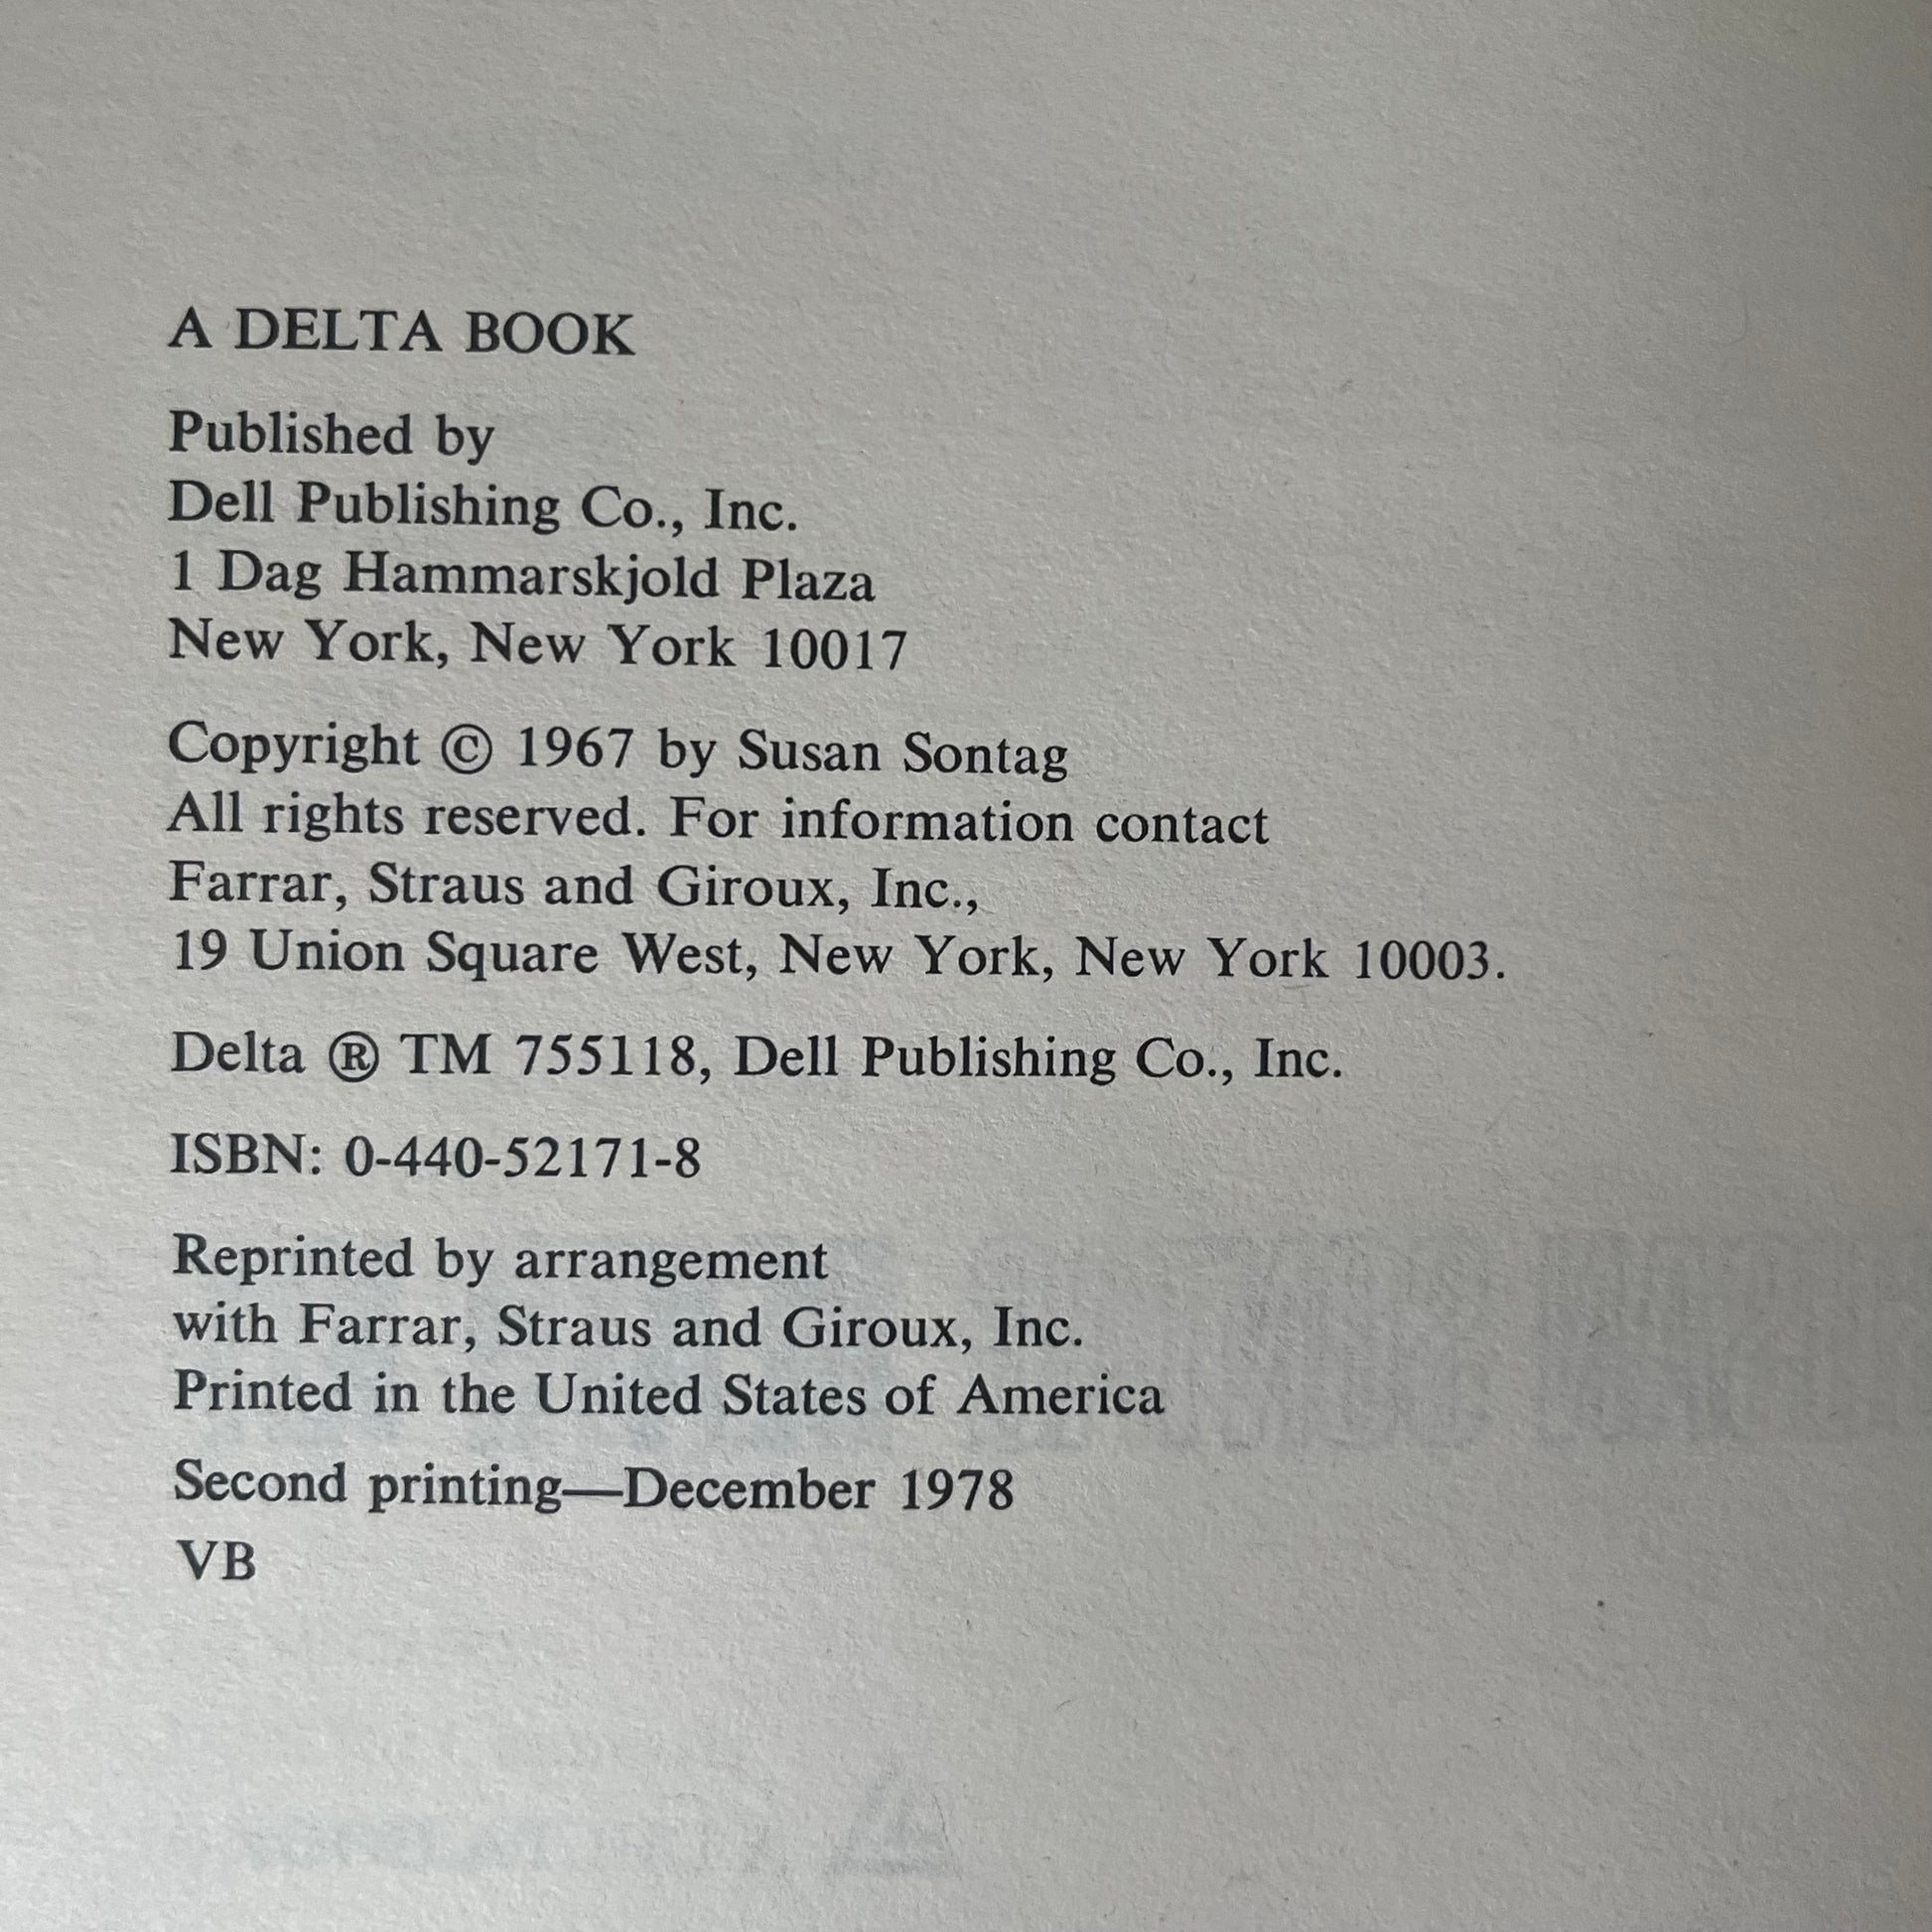 A DELTA BOOK
Published by
Dell Publishing Co., Inc.
1 Dag Hammarskjold Plaza
New York, New York 10017
Copyright © 1967 by Susan Sontag
All rights reserved. For information contact
Farrar, Straus and Giroux, Inc.,
19 Union Square West, New York, New York 10003.
Delta ® TM 755118, Dell Publishing Co., Inc.
ISBN: 0-440-52171-8
Reprinted by arrangement
with Farrar, Straus and Giroux, Inc.
Printed in the United States of America
Second printing—December 1978
VB